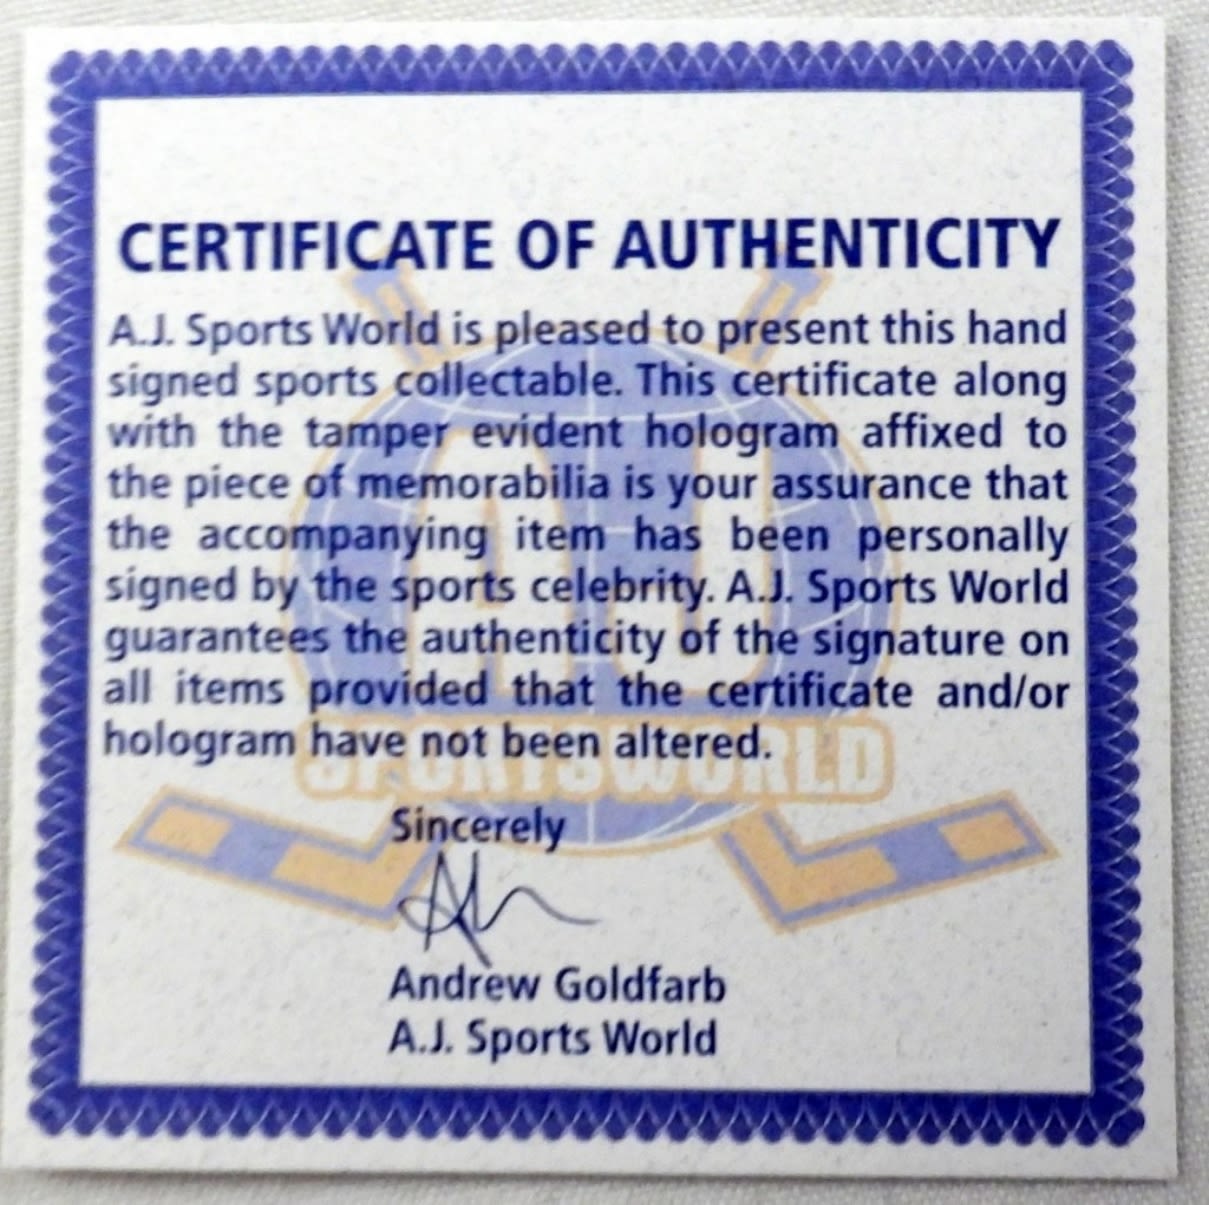 CERTIFICATE OF AUTHENTICITY
A.J. Sports World is pleased to present this hand
signed sports collectable. This certificate along
with the tamper evident hologram affixed to
the piece of memorabilia is your assurance that
the accompanying item has been personally
signed by the sports celebrity. A.J. Sports World
guarantees the authenticity of the signature on
all items provided that the certificate and/or
hologram have not been altered.
AJ
SPORTSWORLD
Sincerely
Andrew Goldfarb
A.J. Sports World